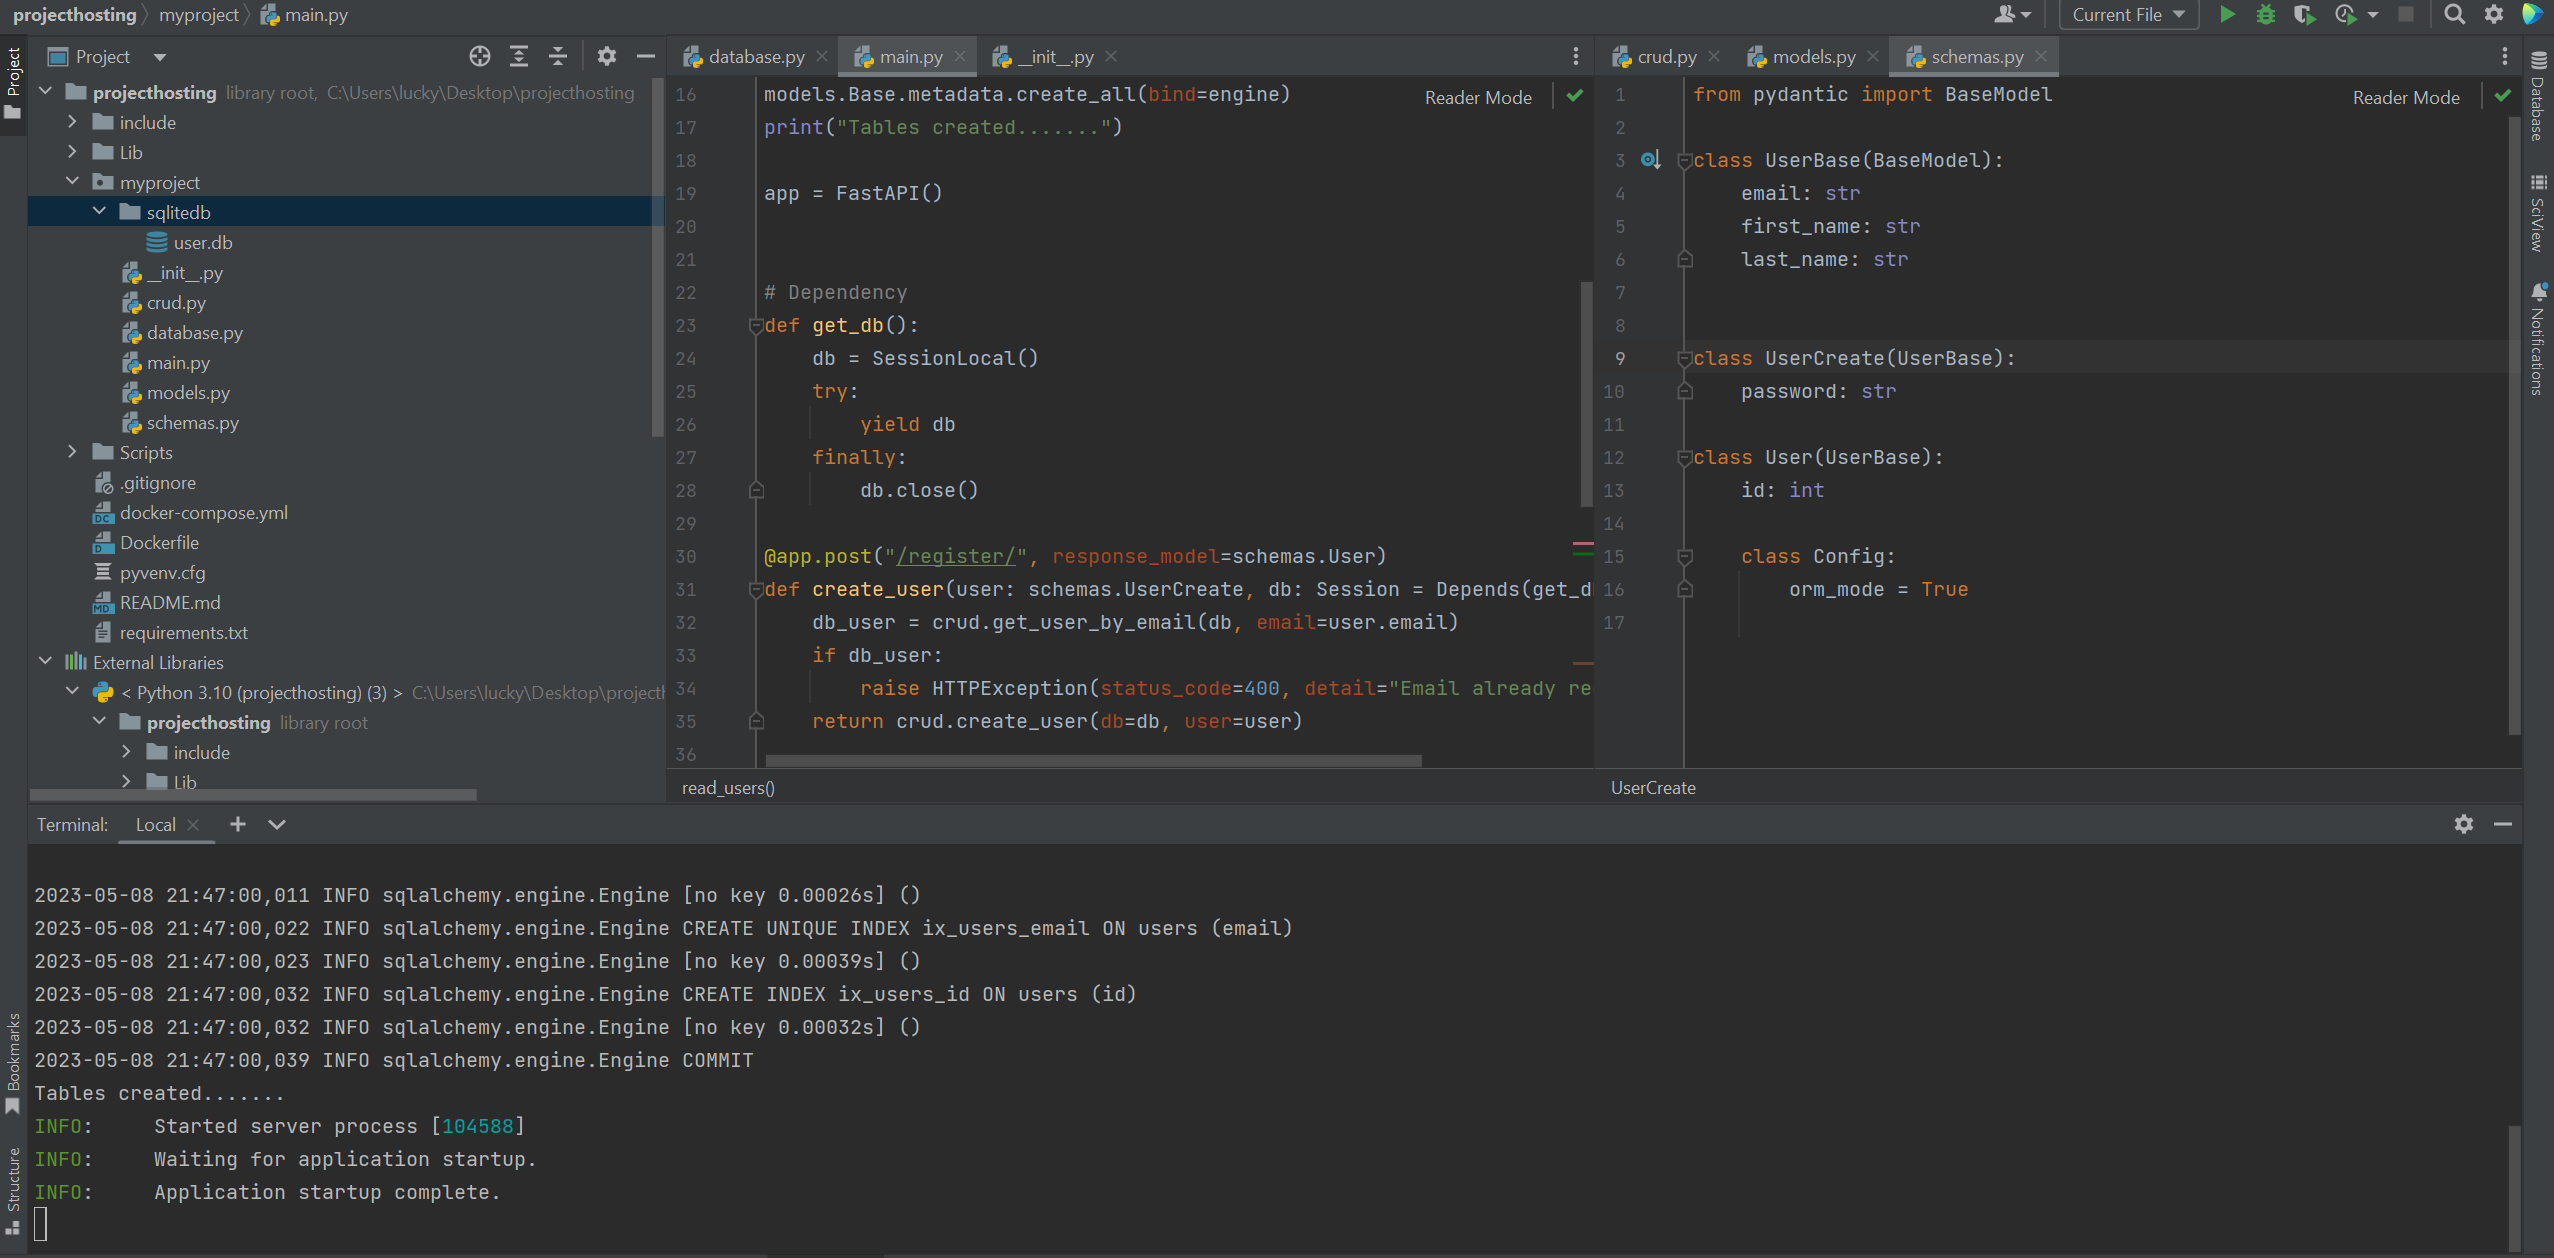 projecthosting myproject main.py
Current File
Project
Project
projecthosting library root, C:\Users\lucky\Desktop\projecthosting
include
Lib
myproject
sqlitedb
user.db
__init__.py
crud.py
database.py
main.py
models.py
schemas.py
Scripts
.gitignore
docker-compose.yml
Dockerfile
pyvenv.cfg
README.md
requirements.txt
External Libraries
< Python 3.10 (projecthosting) (3) > C:\Users\lucky\Desktop\project
projecthosting library root
include
Lib
database.py main.py __init__.py
Reader Mode
16 models.Base.metadata.create_all(bind=engine)
17 print("Tables created.......")
18
19 app = FastAPI()
20
21
22 # Dependency
23 def get_db():
24 db = SessionLocal()
25 try:
26 yield db
27 finally:
28 db.close()
29
30 @app.post("/register/", response_model=schemas.User)
31 def create_user(user: schemas.UserCreate, db: Session = Depends(get_d
32 db_user = crud.get_user_by_email(db, email=user.email)
33 if db_user:
34 raise HTTPException(status_code=400, detail="Email already re
35 return crud.create_user(db=db, user=user)
36
read_users()
crud.py models.py schemas.py
Reader Mode
1 from pydantic import BaseModel
2
3 class UserBase(BaseModel):
4 email: str
5 first_name: str
6 last_name: str
7
8
9 class UserCreate(UserBase):
10 password: str
11
12 class User(UserBase):
13 id: int
14
15 class Config:
16 orm_mode = True
17
UserCreate
Database
SciView
Notifications
Terminal: Local
2023-05-08 21:47:00,011 INFO sqlalchemy.engine.Engine [no key 0.00026s] ()
2023-05-08 21:47:00,022 INFO sqlalchemy.engine.Engine CREATE UNIQUE INDEX ix_users_email ON users (email)
2023-05-08 21:47:00,023 INFO sqlalchemy.engine.Engine [no key 0.00039s] ()
2023-05-08 21:47:00,032 INFO sqlalchemy.engine.Engine CREATE INDEX ix_users_id ON users (id)
2023-05-08 21:47:00,032 INFO sqlalchemy.engine.Engine [no key 0.00032s] ()
2023-05-08 21:47:00,039 INFO sqlalchemy.engine.Engine COMMIT
Tables created.......
INFO: Started server process [104588]
INFO: Waiting for application startup.
INFO: Application startup complete.
Bookmarks
Structure